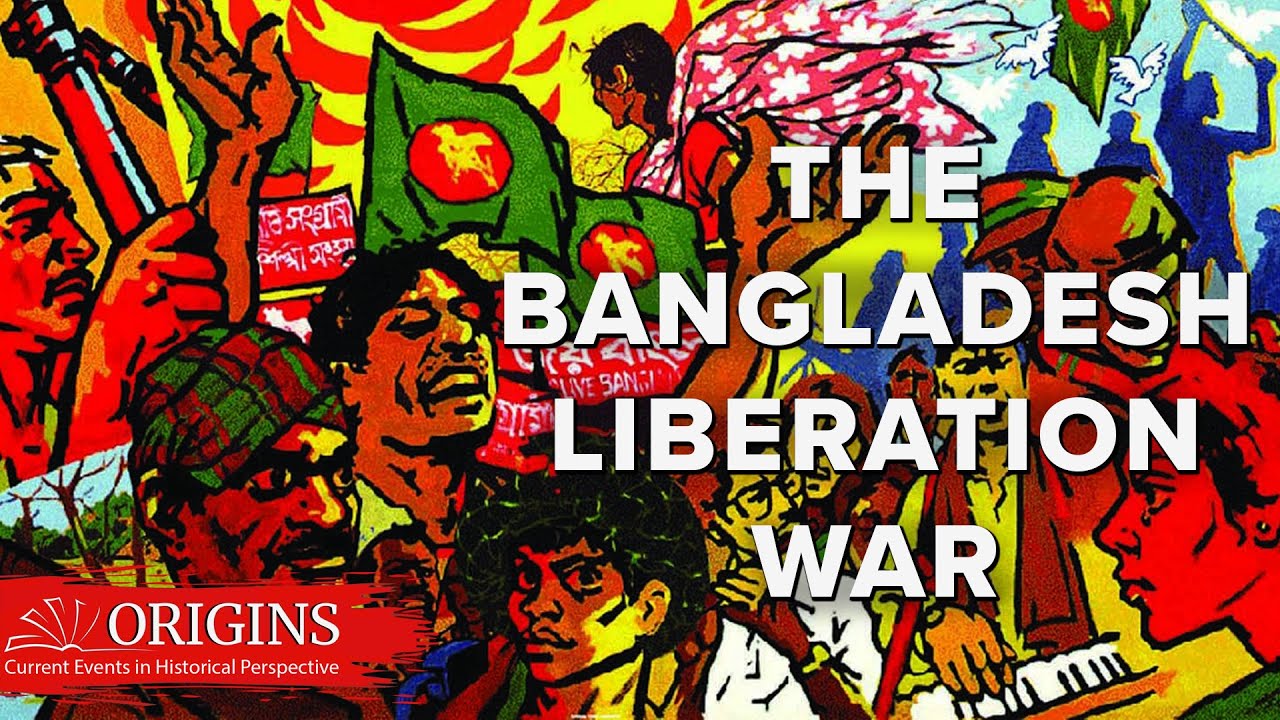 THE
BANGLADESH
LIBERATION
WAR
সংগ্রামী
শিল্পী
ORIGINS
Current Events in Historical Perspective